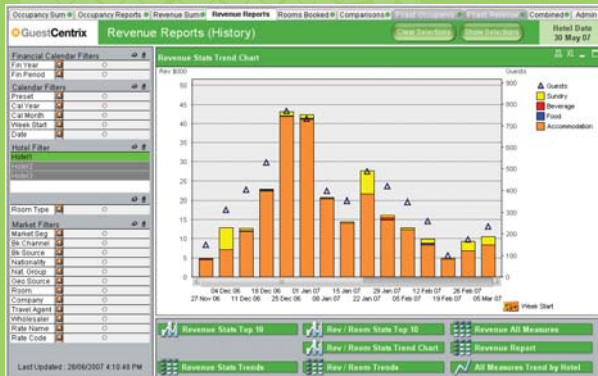 Occupancy Sum
Occupancy Reports
Revenue Sum
Revenue Reports
Rooms Booked
Comparisons
Combined
Admin
GuestCentrix
Revenue Reports (History)
Clear Selections
Show Selections
Hotel Date
30 May 07
Financial Calendar Filters
Fin Year
Fin Period
Calendar Filters
Preset
Cal Year
Cal Month
Week Start
Date
Hotel Filter
Hotel1
Hotel2
Hotel3
Room Type
Market Filters
Market Seg
Bk Channel
Bk Source
Nationality
Nat. Group
Geo Source
Room
Company
Travel Agent
Wholesaler
Rate Name
Rate Code
Last Updated : 28/06/2007 4:10:48 PM
Revenue Stats Trend Chart
XL
Rev $000
Guests
50
45
40
35
30
25
20
15
10
5
0
900
800
700
600
500
400
300
200
100
0
Guests
Sundry
Beverage
Food
Accommodation
04 Dec 06 18 Dec 06 01 Jan 07 15 Jan 07 29 Jan 07 12 Feb 07 26 Feb 07
27 Nov 06 11 Dec 06 25 Dec 06 08 Jan 07 22 Jan 07 05 Feb 07 19 Feb 07 05 Mar 07
Week Start
Revenue Stats Top 10
Rev / Room Stats Top 10
Revenue All Measures
Rev / Room Stats Trend Chart
Revenue Report
Revenue Stats Trends
Rev / Room Trends
All Measures Trend by Hotel